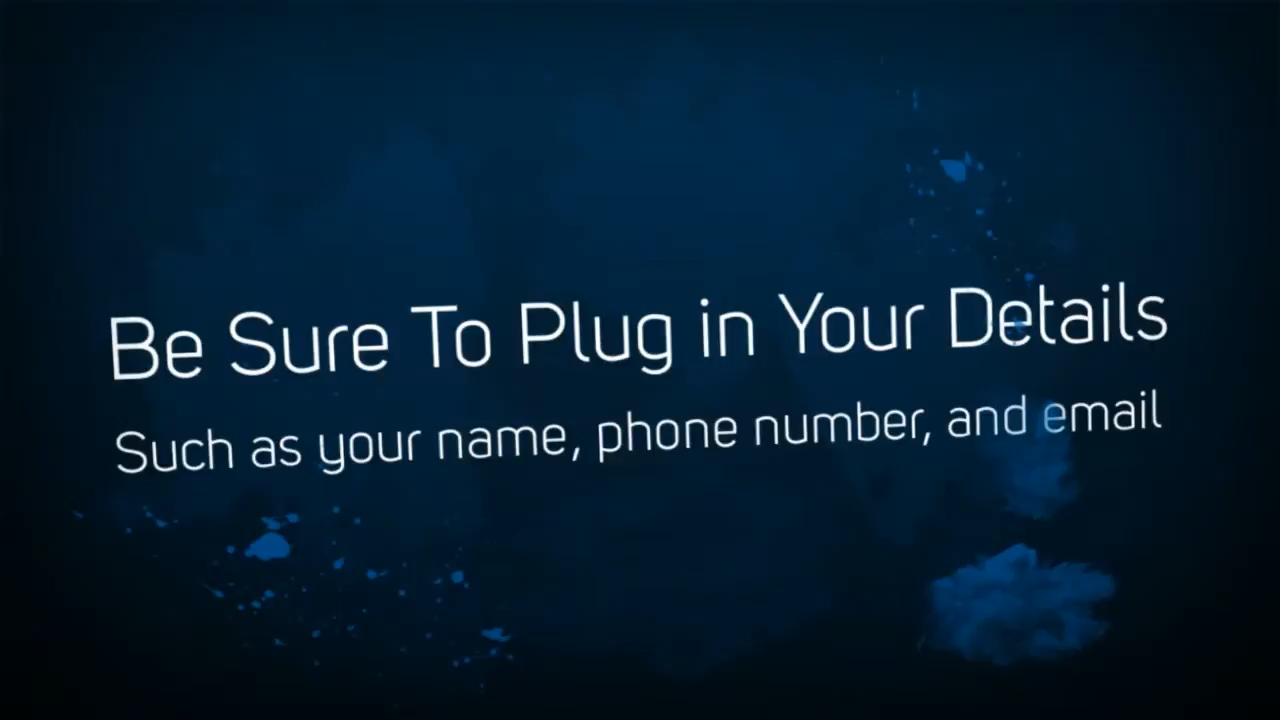 Be Sure To Plug in Your Details
Such as your name, phone number, and email